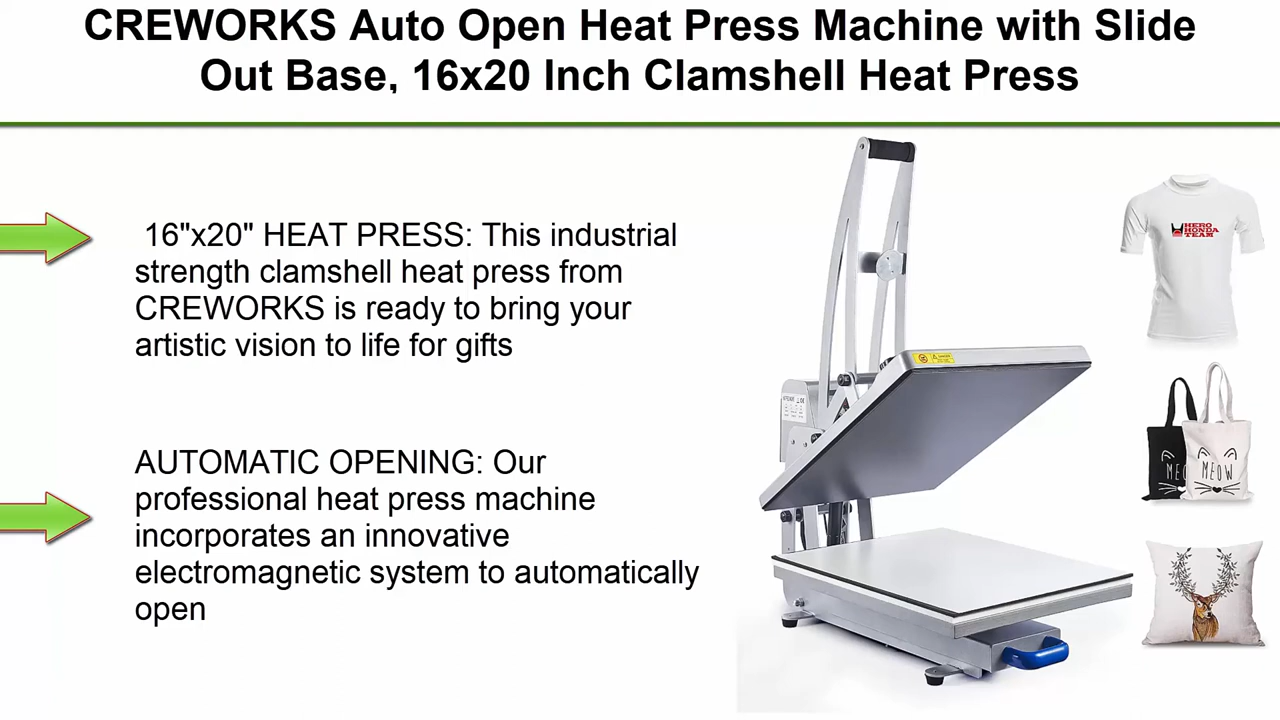 CREWORKS Auto Open Heat Press Machine with Slide
Out Base, 16x20 Inch Clamshell Heat Press
16"x20" HEAT PRESS: This industrial
strength clamshell heat press from
CREWORKS is ready to bring your
artistic vision to life for gifts
AUTOMATIC OPENING: Our
professional heat press machine
incorporates an innovative
electromagnetic system to automatically
open
HERO
HONDA
TEAM
MEOW